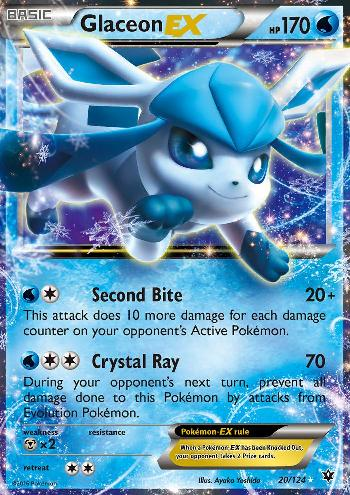 BASIC Glaceon EX HP170
Second Bite 20+
This attack does 10 more damage for each damage
counter on your opponent's Active Pokémon.
Crystal Ray 70
During your opponent's next turn, prevent all
damage done to this Pokémon by attacks from
Evolution Pokémon.
weakness resistance
×2
Pokémon-EX rule
When a Pokémon-EX has been Knocked Out,
your opponent takes 2 Prize cards.
retreat
Illus. Ayako Yoshida 20/124
©2016 Pokémon